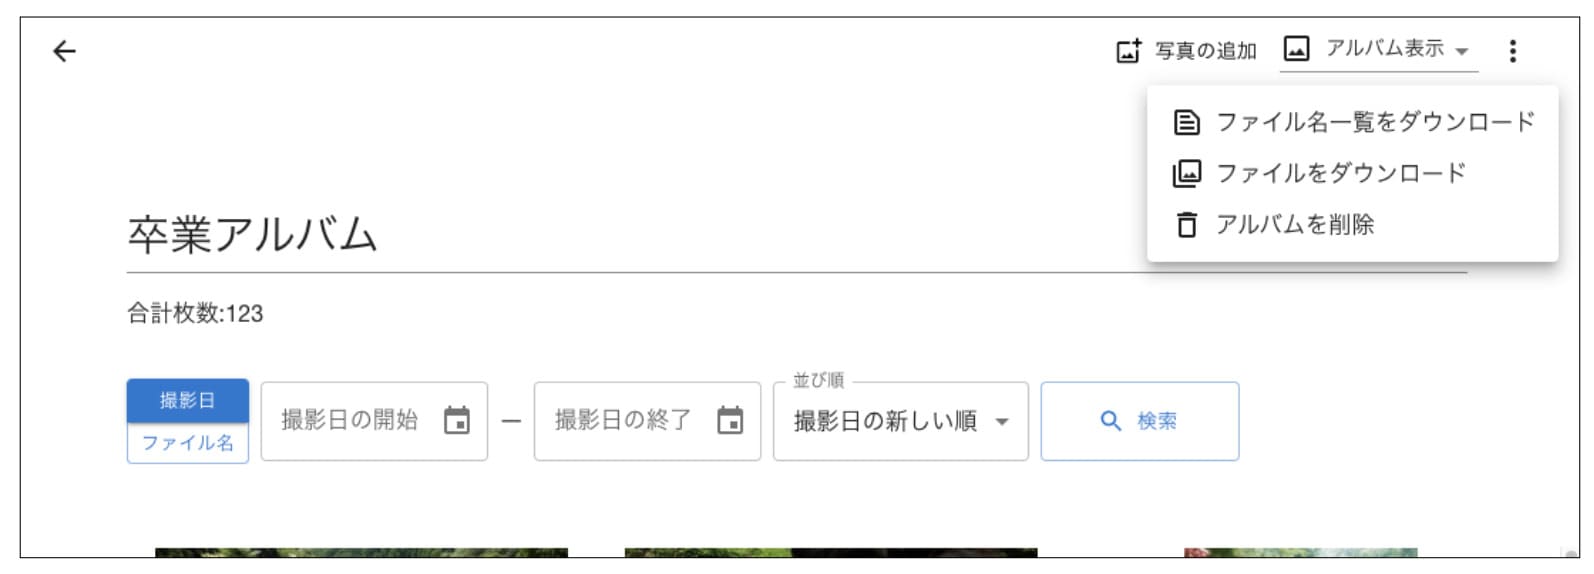 写真の追加 アルバム表示
ファイル名一覧をダウンロード
ファイルをダウンロード
アルバムを削除
卒業アルバム
合計枚数:123
撮影日
ファイル名
撮影日の開始 — 撮影日の終了
並び順
撮影日の新しい順
検索